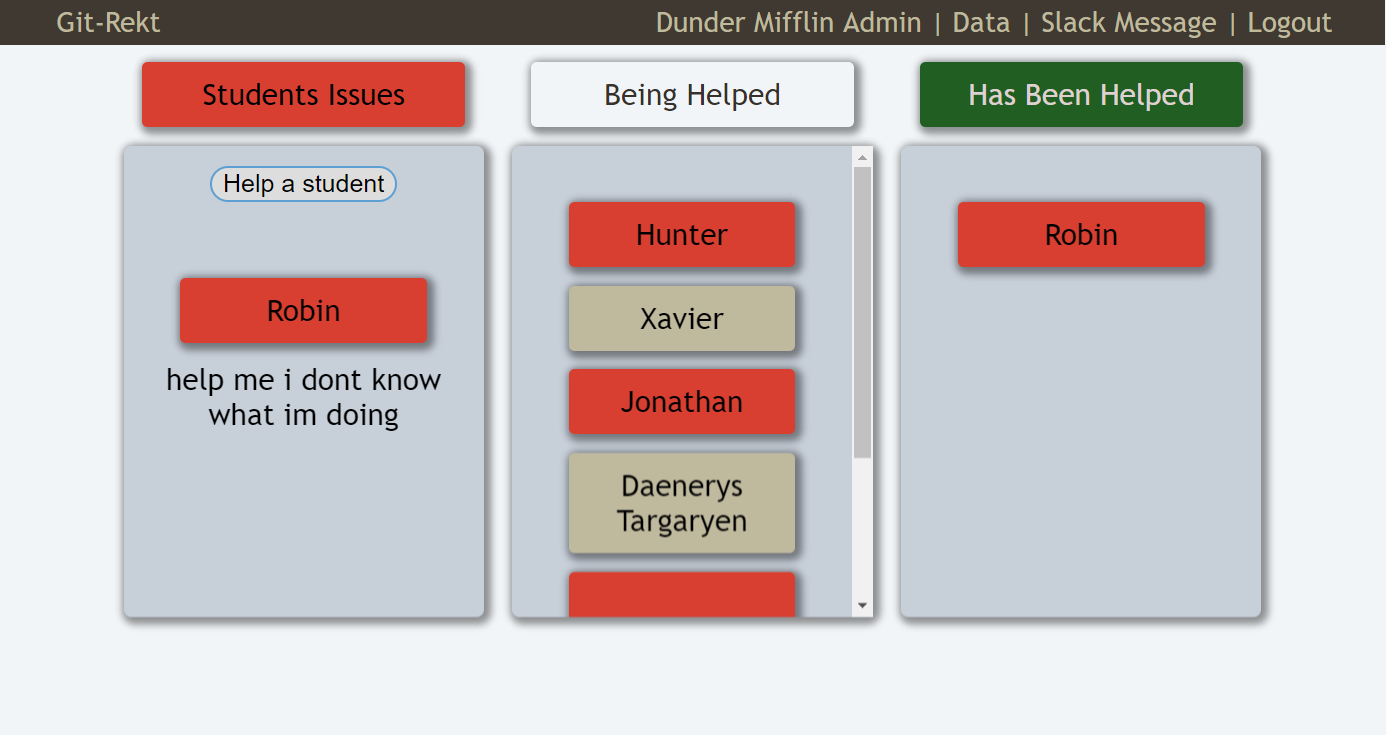 Git-Rekt
Dunder Mifflin Admin | Data | Slack Message | Logout
Students Issues
Being Helped
Has Been Helped
Help a student
Robin
help me i dont know
what im doing
Hunter
Xavier
Jonathan
Daenerys
Targaryen
Robin